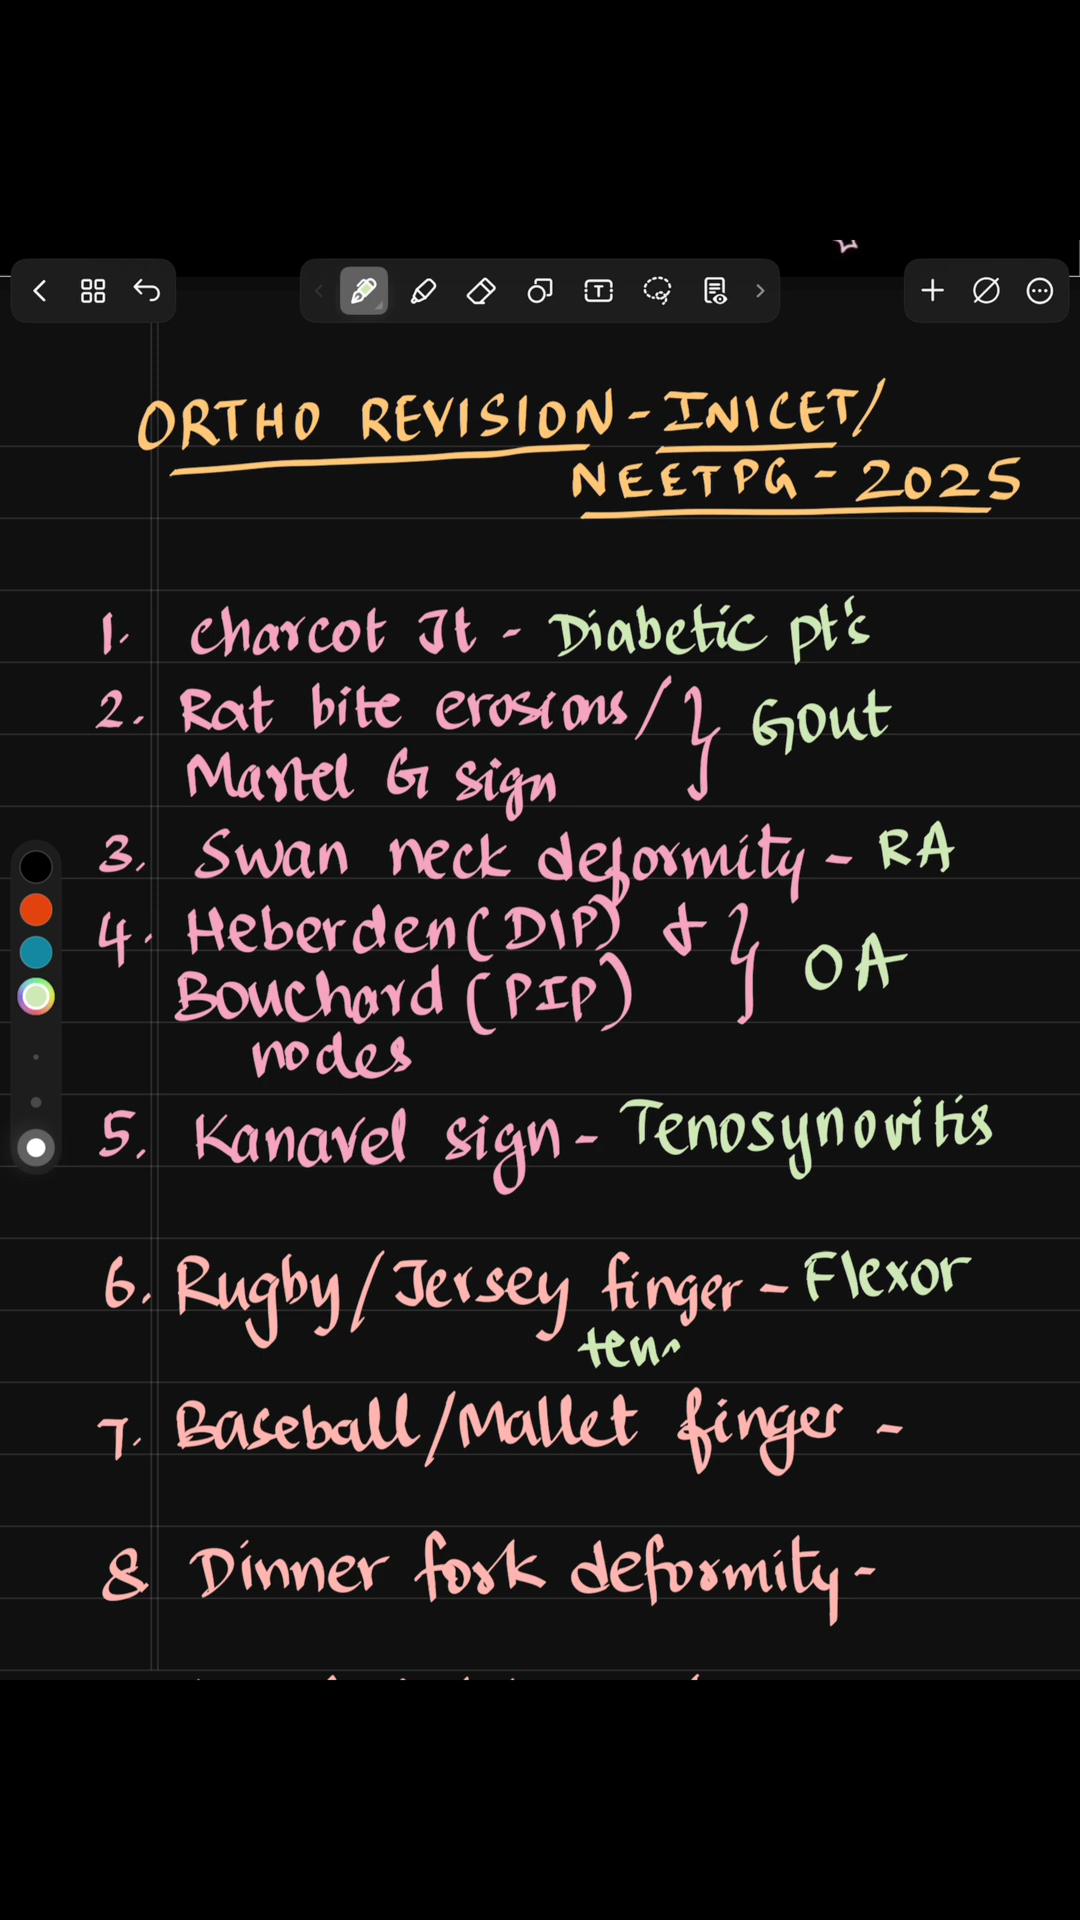 ORTHO REVISION - INICET/
NEETPG - 2025
1. Charcot Jt - Diabetic pt's
2. Rat bite erosions/ } Gout
Martel G sign
3. Swan neck deformity - RA
4. Heberden (DIP) & } OA
Bouchard (PIP)
nodes
5. Kanavel sign - Tenosynovitis
6. Rugby/Jersey finger - Flexor
ten
7. Baseball/Mallet finger -
8 Dinner fork deformity -